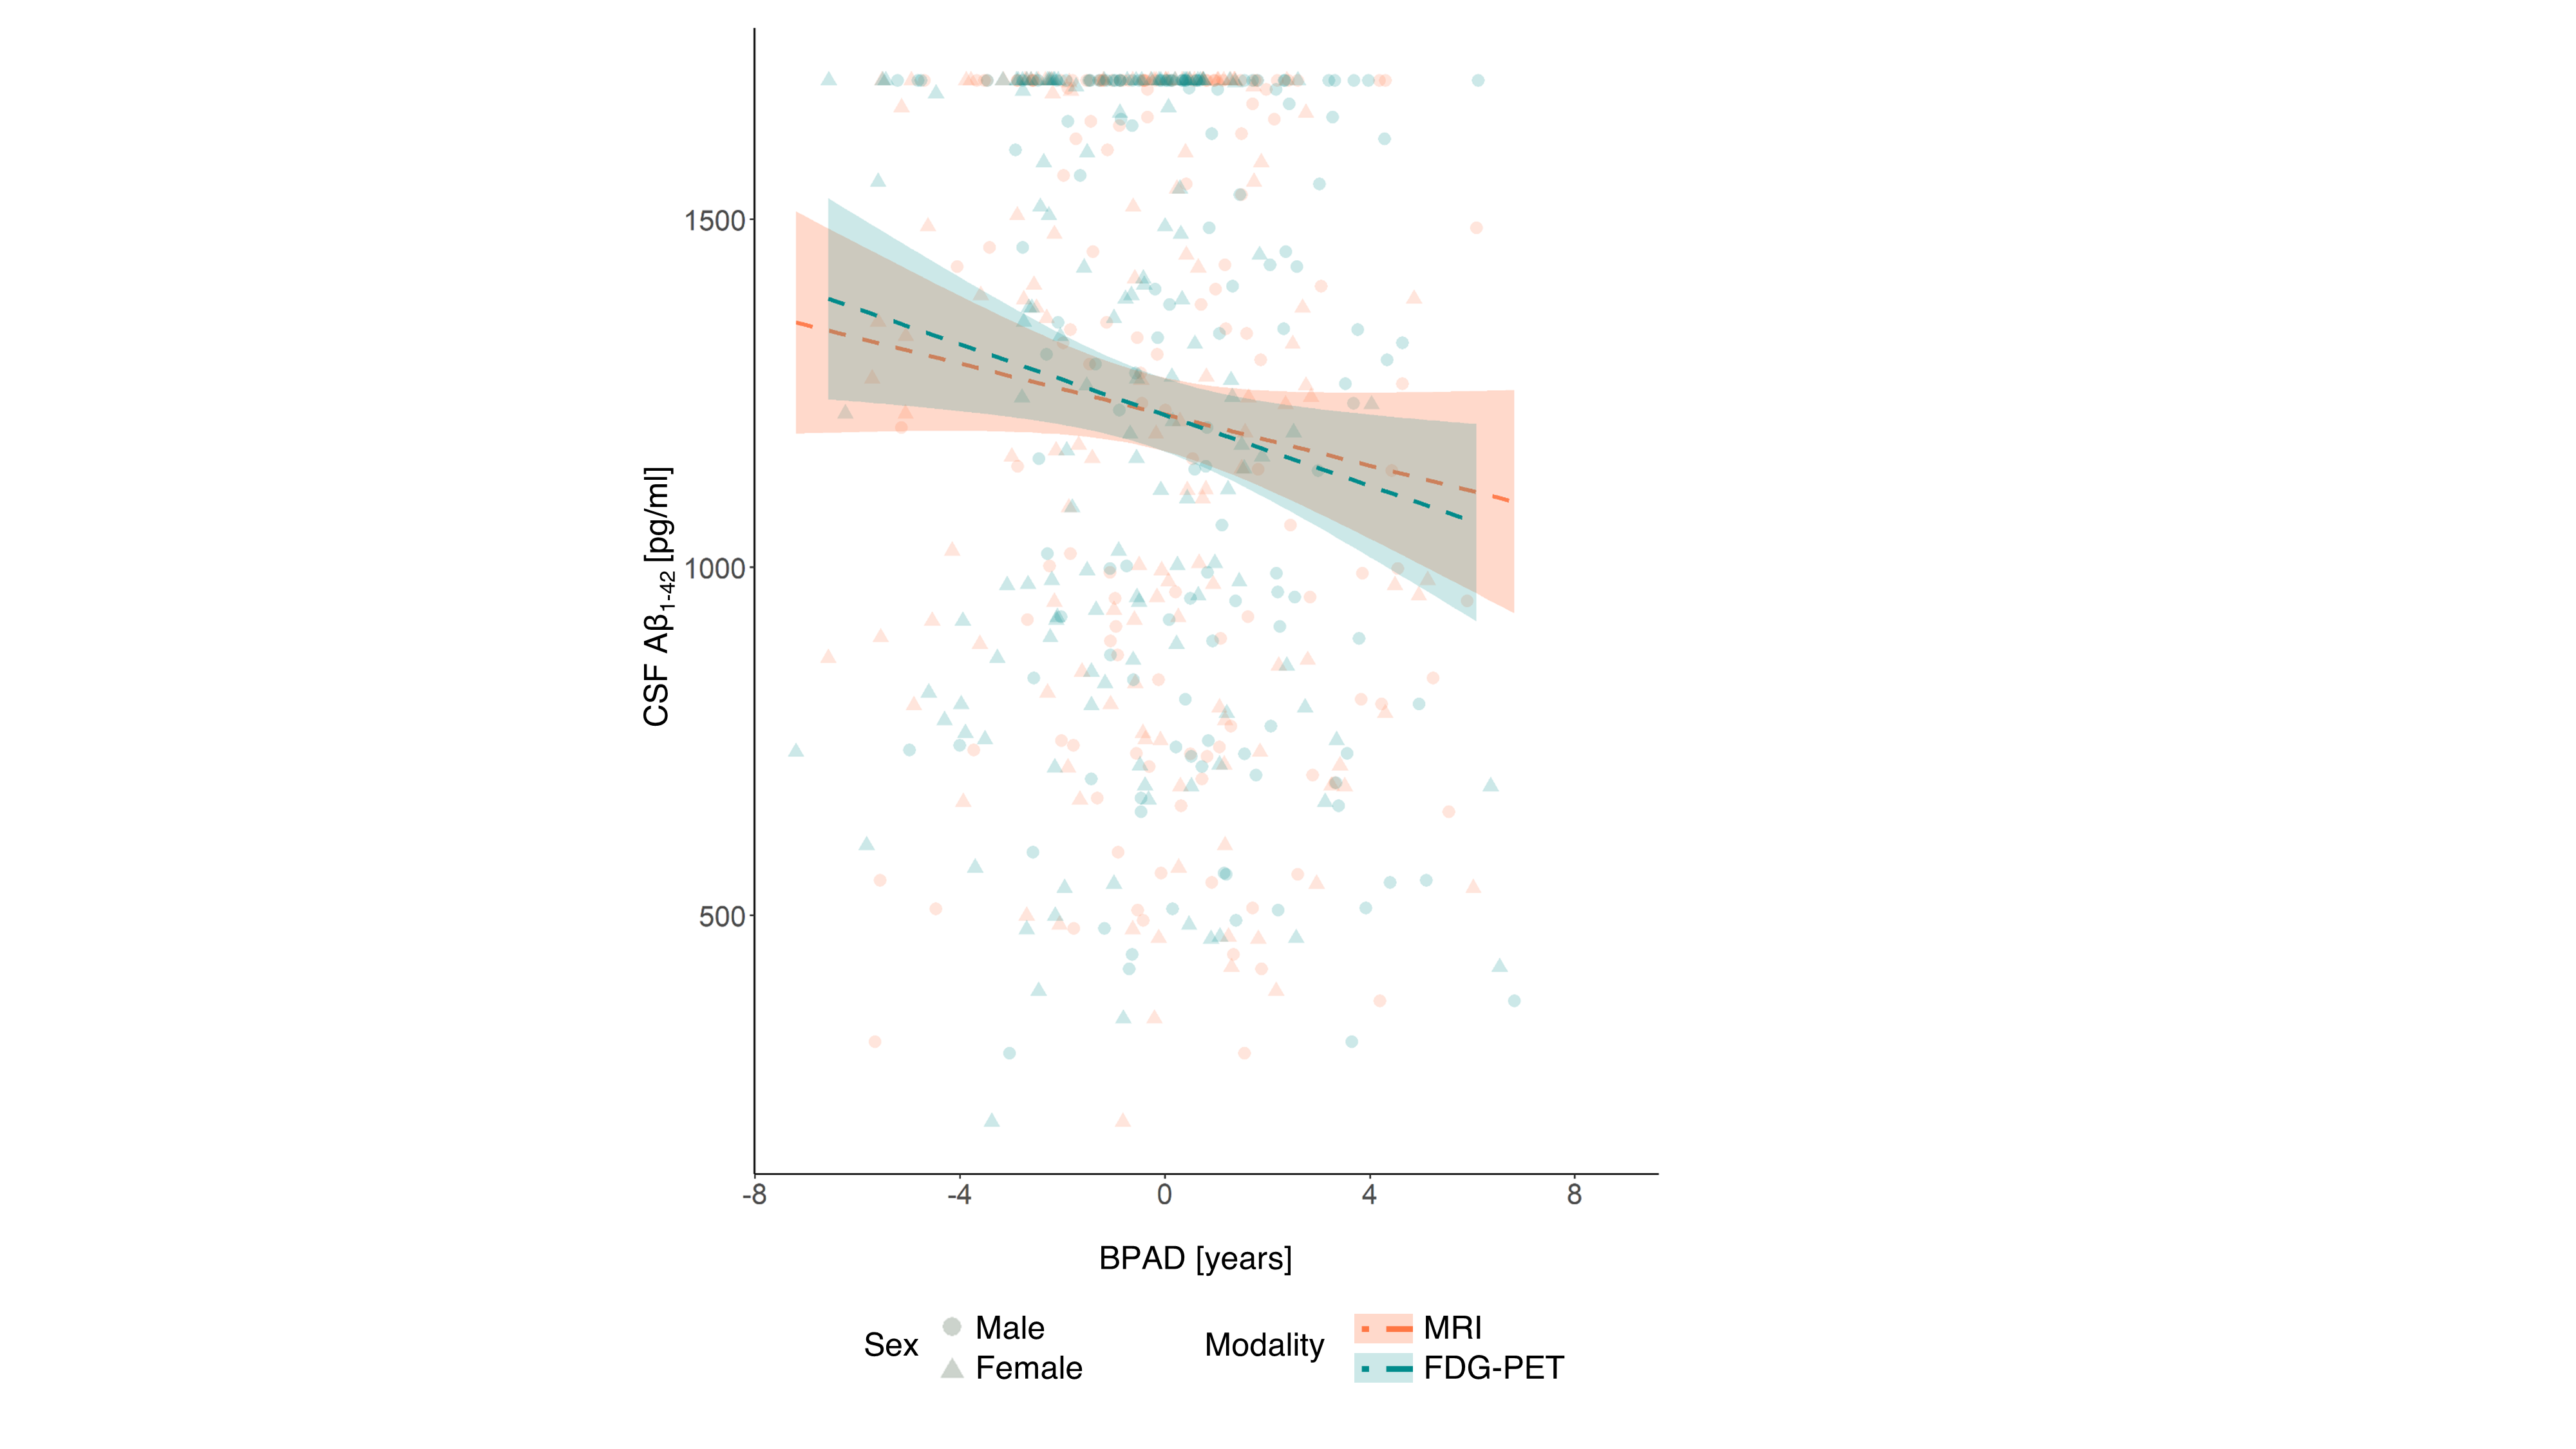 1500
1000
500
CSF Aβ1-42 [pg/ml]
-8 -4 0 4 8
BPAD [years]
Sex
Male
Female
Modality
MRI
FDG-PET